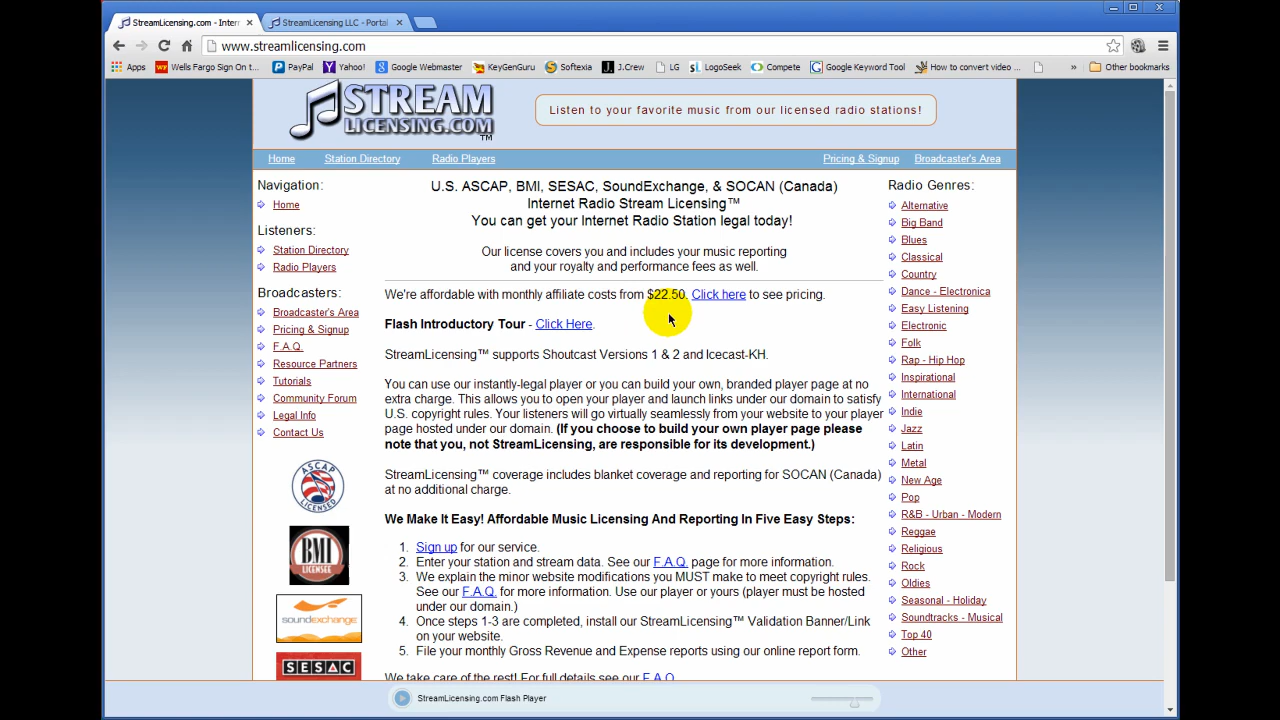 StreamLicensing.com - Inter
StreamLicensing LLC - Portal
www.streamlicensing.com
Apps
Wells Fargo Sign On t...
PayPal
Yahoo!
Google Webmaster
KeyGenGuru
Softexia
J.Crew
LG
LogoSeek
Compete
Google Keyword Tool
How to convert video ...
Other bookmarks
STREAM
LICENSING.COM
TM
Listen to your favorite music from our licensed radio stations!
Home
Station Directory
Radio Players
Pricing & Signup
Broadcaster's Area
Navigation:
Home
Listeners:
Station Directory
Radio Players
Broadcasters:
Broadcaster's Area
Pricing & Signup
F.A.Q.
Resource Partners
Tutorials
Community Forum
Legal Info
Contact Us
ASCAP
LICENSED
BMI
LICENSEE
soundexchange
SESAC
U.S. ASCAP, BMI, SESAC, SoundExchange, & SOCAN (Canada)
Internet Radio Stream Licensing™
You can get your Internet Radio Station legal today!
Our license covers you and includes your music reporting
and your royalty and performance fees as well.
We're affordable with monthly affiliate costs from $22.50. Click here to see pricing.
Flash Introductory Tour - Click Here.
StreamLicensing™ supports Shoutcast Versions 1 & 2 and Icecast-KH.
You can use our instantly-legal player or you can build your own, branded player page at no
extra charge. This allows you to open your player and launch links under our domain to satisfy
U.S. copyright rules. Your listeners will go virtually seamlessly from your website to your player
page hosted under our domain. (If you choose to build your own player page please
note that you, not StreamLicensing, are responsible for its development.)
StreamLicensing™ coverage includes blanket coverage and reporting for SOCAN (Canada)
at no additional charge.
We Make It Easy! Affordable Music Licensing And Reporting In Five Easy Steps:
1. Sign up for our service.
2. Enter your station and stream data. See our F.A.Q. page for more information.
3. We explain the minor website modifications you MUST make to meet copyright rules.
See our F.A.Q. for more information. Use our player or yours (player must be hosted
under our domain.)
4. Once steps 1-3 are completed, install our StreamLicensing™ Validation Banner/Link
on your website.
5. File your monthly Gross Revenue and Expense reports using our online report form.
We take care of the rest! For full details see our F.A.Q.
Radio Genres:
Alternative
Big Band
Blues
Classical
Country
Dance - Electronica
Easy Listening
Electronic
Folk
Rap - Hip Hop
Inspirational
International
Indie
Jazz
Latin
Metal
New Age
Pop
R&B - Urban - Modern
Reggae
Religious
Rock
Oldies
Seasonal - Holiday
Soundtracks - Musical
Top 40
Other
StreamLicensing.com Flash Player